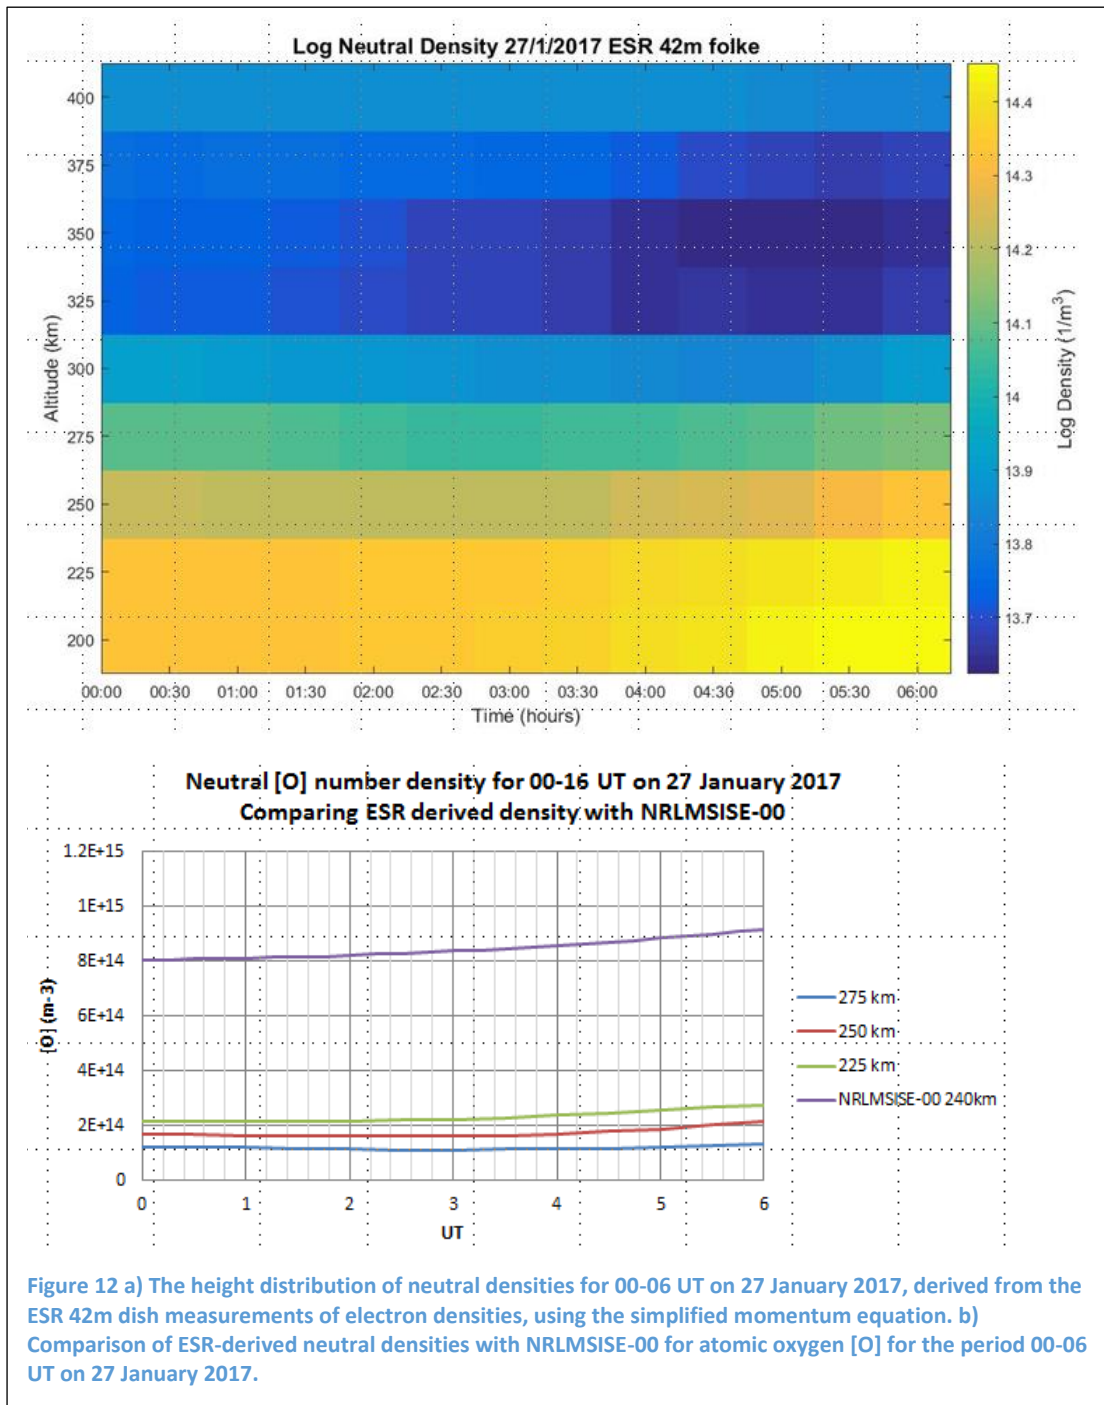 Log Neutral Density 27/1/2017 ESR 42m folke
400
375
350
325
300
275
250
225
200
Altitude (km)
00:00 00:30 01:00 01:30 02:00 02:30 03:00 03:30 04:00 04:30 05:00 05:30 06:00
Time (hours)
14.4
14.3
14.2
14.1
14
13.9
13.8
13.7
Log Density (1/m³)
Neutral [O] number density for 00-16 UT on 27 January 2017
Comparing ESR derived density with NRLMSISE-00
1.2E+15
1E+15
8E+14
6E+14
4E+14
2E+14
0
[O] (m-3)
0 1 2 3 4 5 6
UT
275 km
250 km
225 km
NRLMSISE-00 240km
Figure 12 a) The height distribution of neutral densities for 00-06 UT on 27 January 2017, derived from the
ESR 42m dish measurements of electron densities, using the simplified momentum equation. b)
Comparison of ESR-derived neutral densities with NRLMSISE-00 for atomic oxygen [O] for the period 00-06
UT on 27 January 2017.